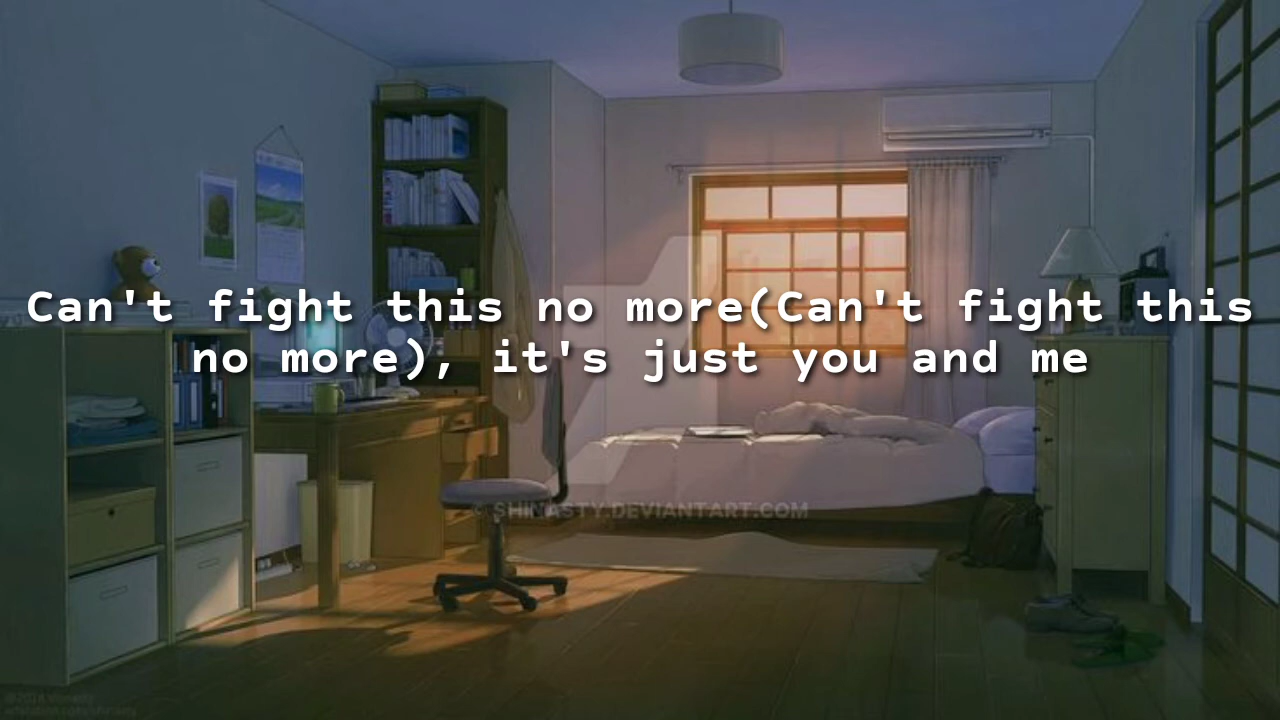 Can't fight this no more(Can't fight this
no more), it's just you and me
© SHINASTY.DEVIANTART.COM